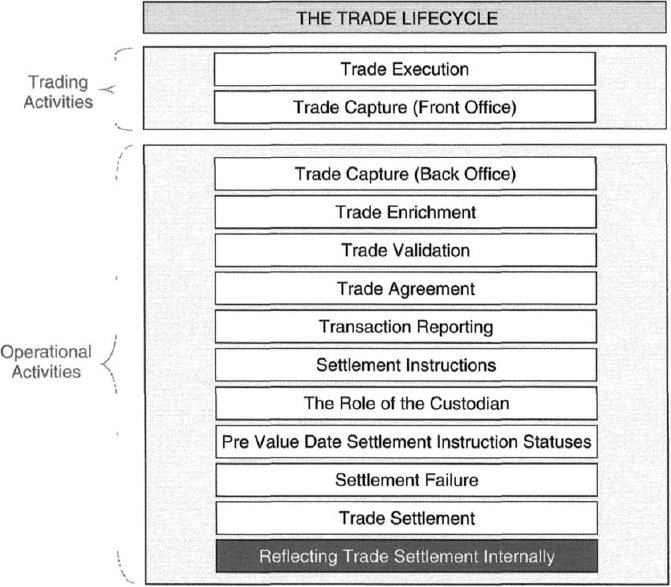 THE TRADE LIFECYCLE
Trading
Activities
Trade Execution
Trade Capture (Front Office)
Operational
Activities
Trade Capture (Back Office)
Trade Enrichment
Trade Validation
Trade Agreement
Transaction Reporting
Settlement Instructions
The Role of the Custodian
Pre Value Date Settlement Instruction Statuses
Settlement Failure
Trade Settlement
Reflecting Trade Settlement Internally